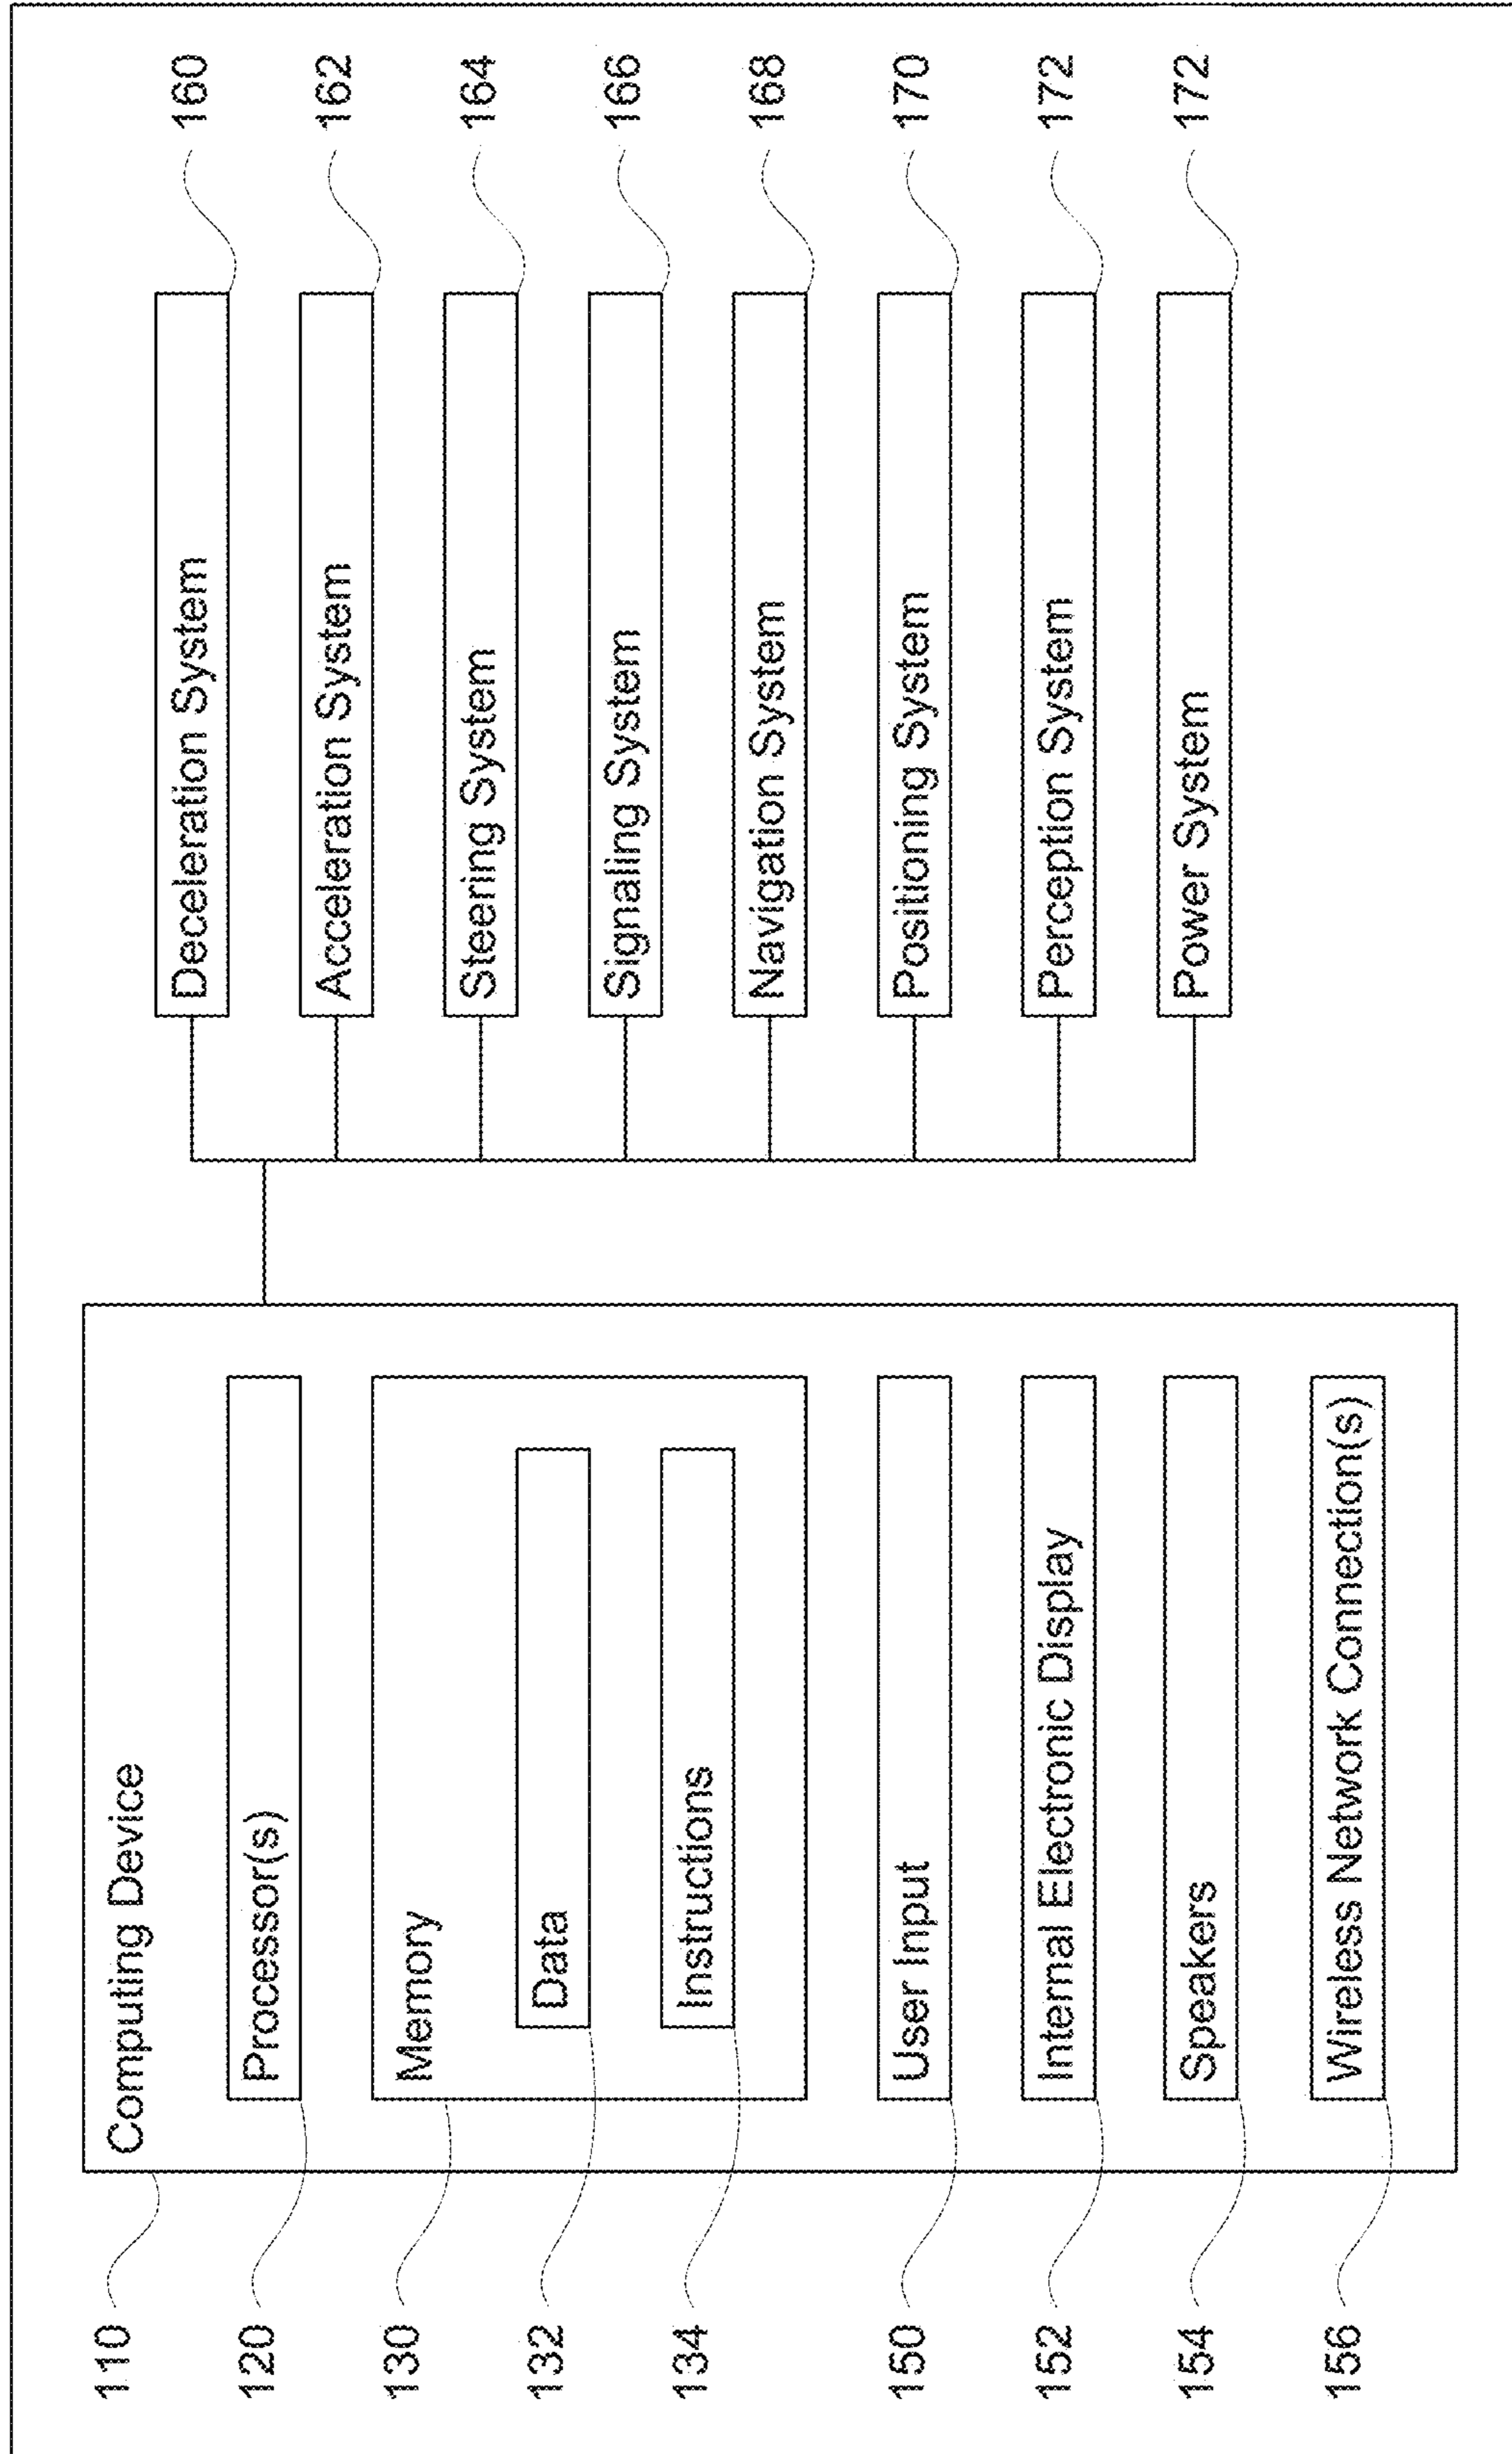 110
Computing Device
120
Processor(s)
130
Memory
132
Data
134
Instructions
150
User Input
152
Internal Electronic Display
154
Speakers
156
Wireless Network Connection(s)
Deceleration System
160
Acceleration System
162
Steering System
164
Signaling System
166
Navigation System
168
Positioning System
170
Perception System
172
Power System
172